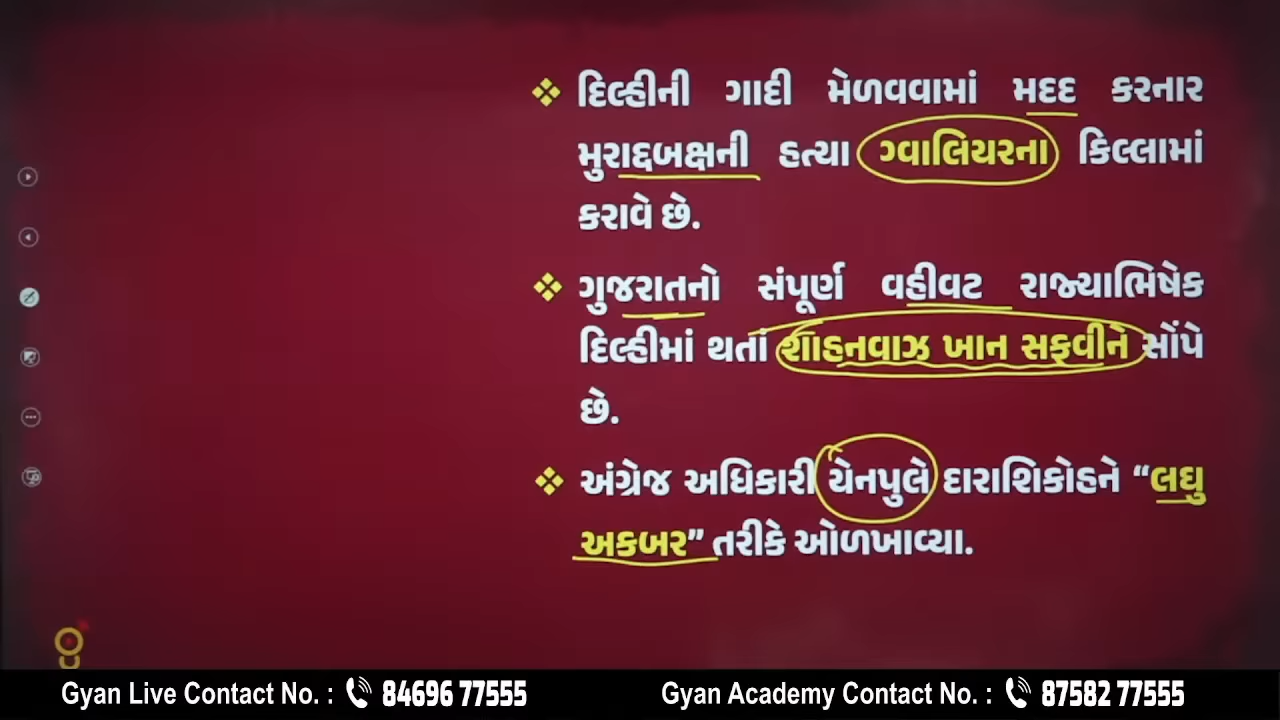 ❖ દિલ્હીની ગાદી મેળવવામાં મદદ કરનાર
મુરાદ્દબક્ષની હત્યા ગ્વાલિયરના કિલ્લામાં
કરાવે છે.
❖ ગુજરાતનો સંપૂર્ણ વહીવટ રાજ્યાભિષેક
દિલ્હીમાં થતાં શાહનવાઝ ખાન સફવીને સોંપે
છે.
❖ અંગ્રેજ અધિકારી ચેનપુલે દારાશિકોહને “લઘુ
અકબર” તરીકે ઓળખાવ્યા.
Gyan Live Contact No. : 84696 77555
Gyan Academy Contact No. : 87582 77555